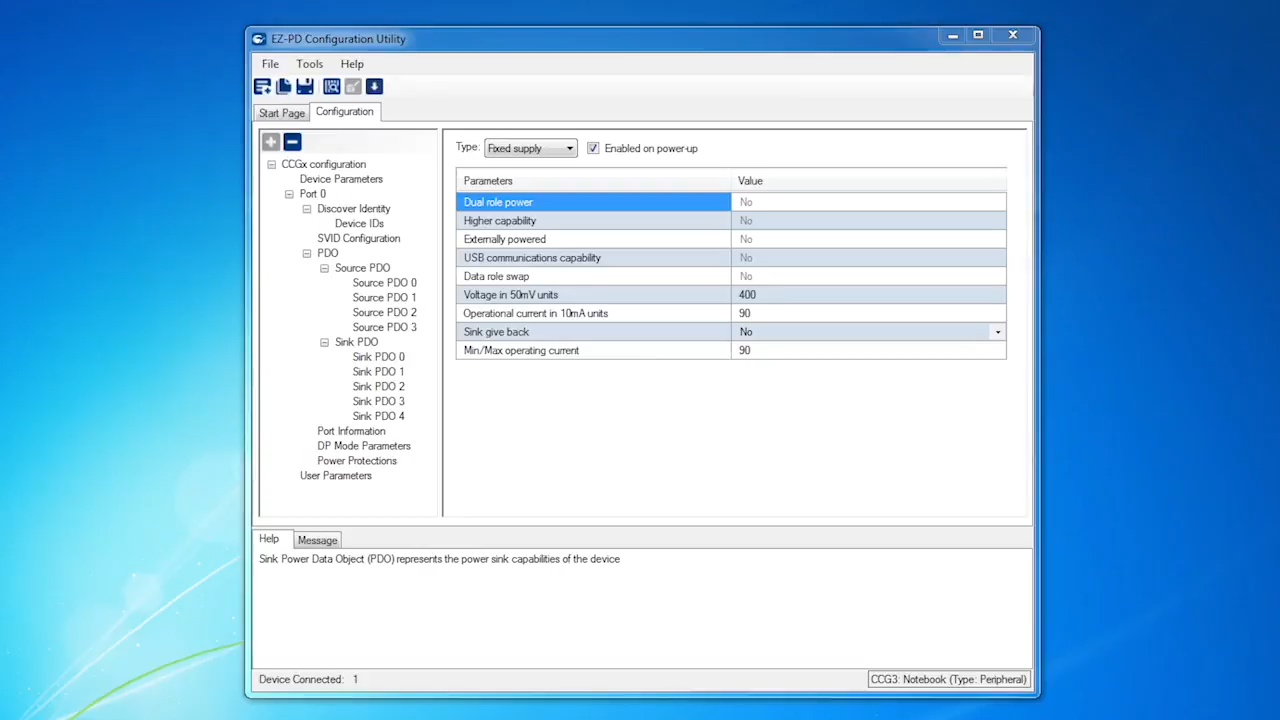 EZ-PD Configuration Utility
File Tools Help
Start Page Configuration
CCGx configuration
Device Parameters
Port 0
Discover Identity
Device IDs
SVID Configuration
PDO
Source PDO
Source PDO 0
Source PDO 1
Source PDO 2
Source PDO 3
Sink PDO
Sink PDO 0
Sink PDO 1
Sink PDO 2
Sink PDO 3
Sink PDO 4
Port Information
DP Mode Parameters
Power Protections
User Parameters
Type: Fixed supply Enabled on power-up
Parameters Value
Dual role power No
Higher capability No
Externally powered No
USB communications capability No
Data role swap No
Voltage in 50mV units 400
Operational current in 10mA units 90
Sink give back No
Min/Max operating current 90
Help Message
Sink Power Data Object (PDO) represents the power sink capabilities of the device
Device Connected: 1 CCG3: Notebook (Type: Peripheral)